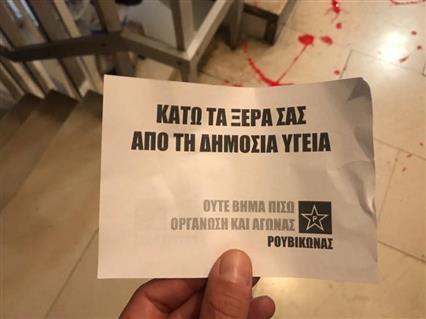 ΚΑΤΩ ΤΑ ΞΕΡΑ ΣΑΣ
ΑΠΟ ΤΗ ΔΗΜΟΣΙΑ ΥΓΕΙΑ
ΟΥΤΕ ΒΗΜΑ ΠΙΣΩ
ΟΡΓΑΝΩΣΗ ΚΑΙ ΑΓΩΝΑΣ
Ρ
ΡΟΥΒΙΚΩΝΑΣ